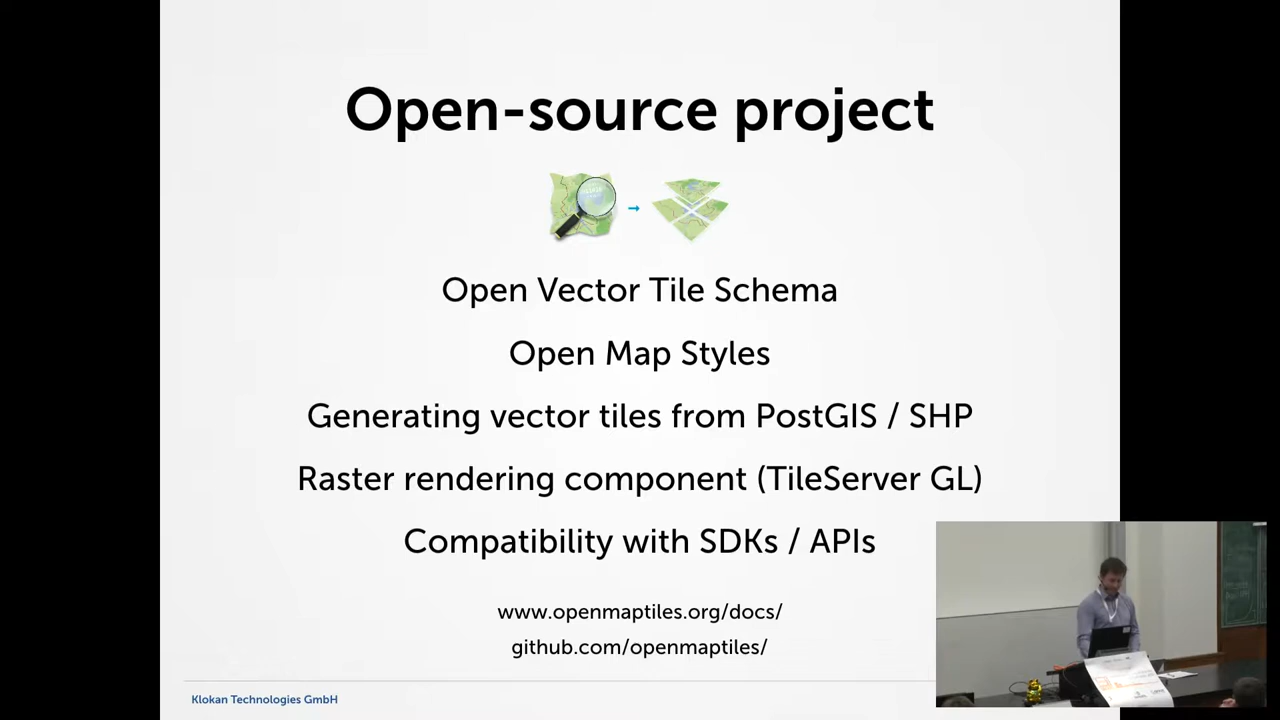 Open-source project
Open Vector Tile Schema
Open Map Styles
Generating vector tiles from PostGIS / SHP
Raster rendering component (TileServer GL)
Compatibility with SDKs / APIs
www.openmaptiles.org/docs/
github.com/openmaptiles/
Klokan Technologies GmbH